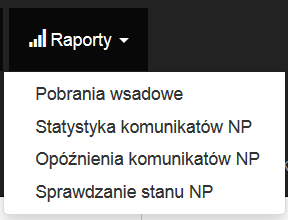 Raporty
Pobrania wsadowe
Statystyka komunikatów NP
Opóźnienia komunikatów NP
Sprawdzanie stanu NP